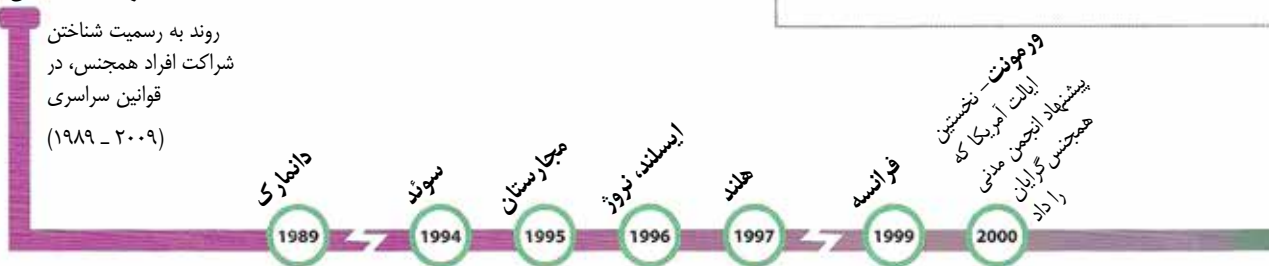 روند به رسمیت شناختن
شراکت افراد همجنس، در
قوانین سراسری
(۱۹۸۹ _ ۲۰۰۹)
دانمارک
سوئد
مجارستان
ایسلند، نروژ
هلند
فرانسه
ورمونت- نخستین
ایالت آمریکا که
پیشنهاد انجمن مدنی
همجنس گرایان
را داد
1989
1994
1995
1996
1997
1999
2000